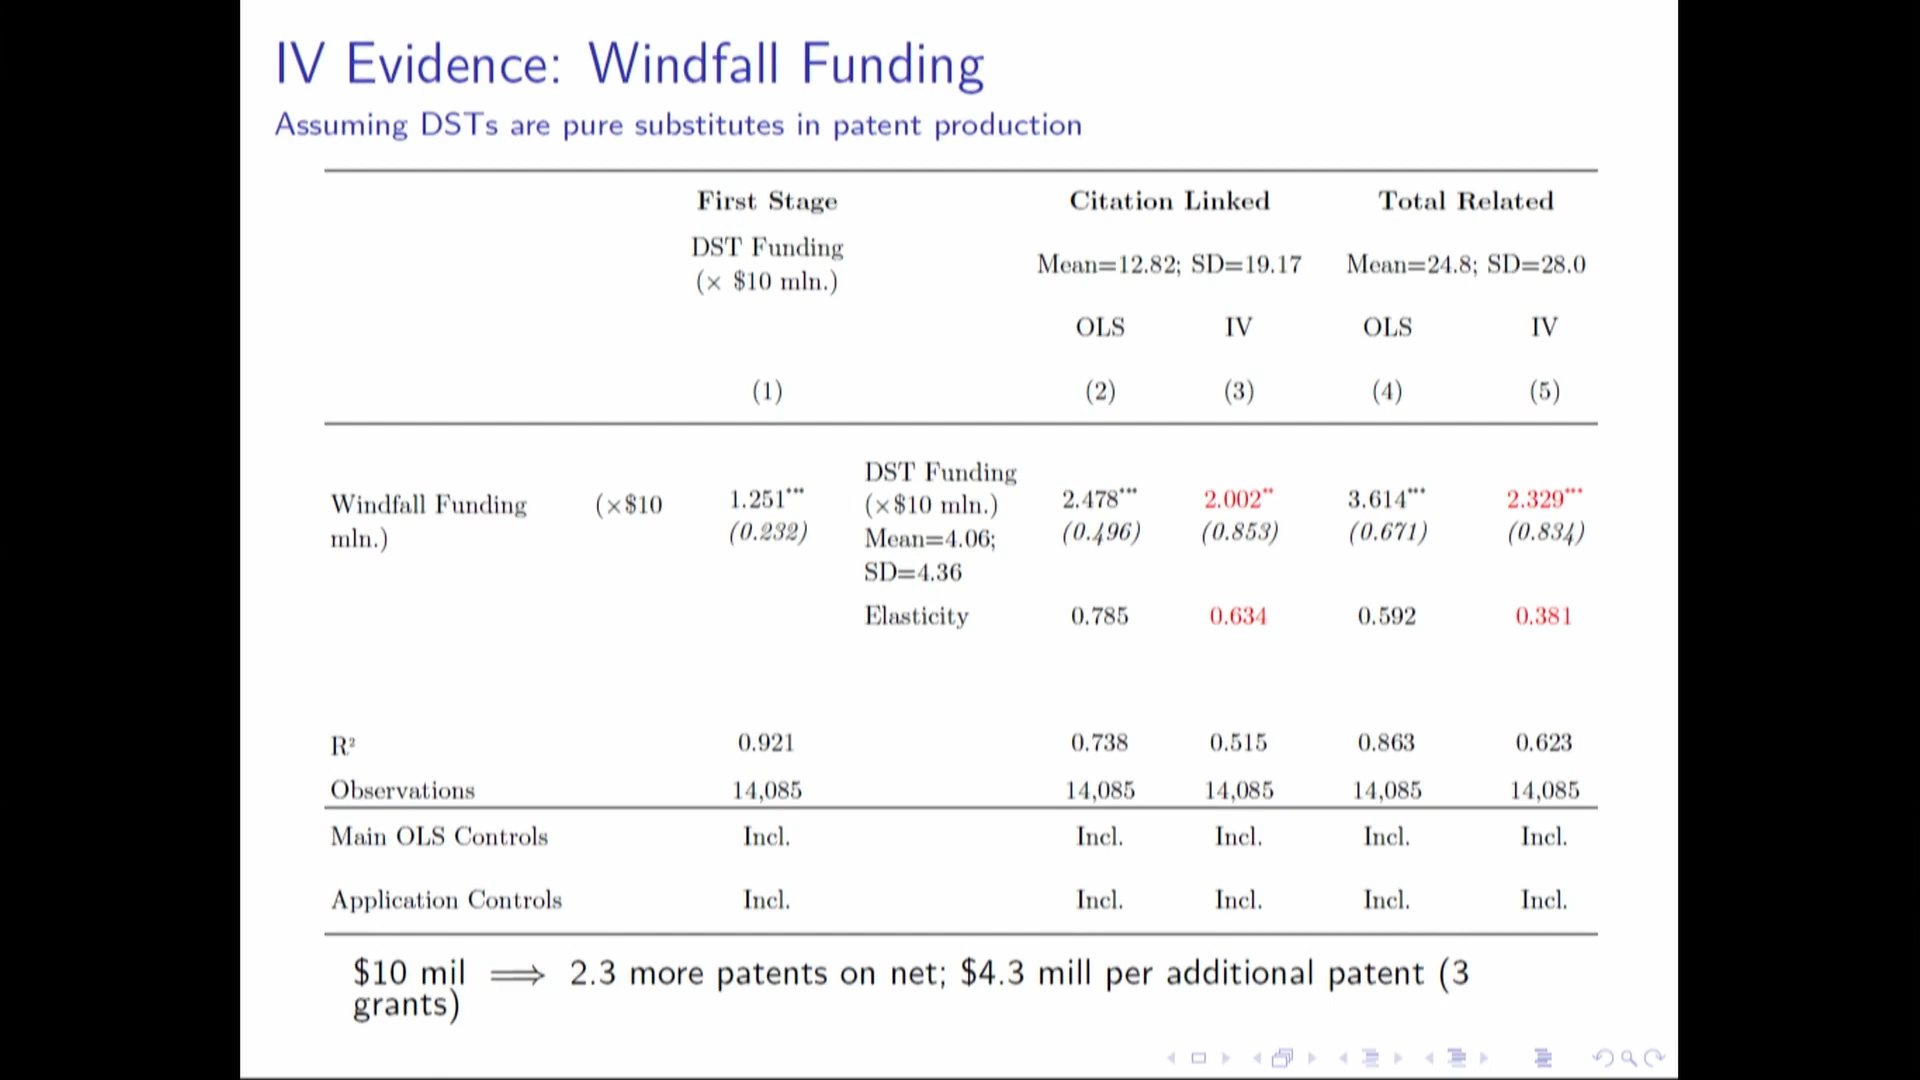 IV Evidence: Windfall Funding
Assuming DSTs are pure substitutes in patent production
First Stage Citation Linked Total Related
DST Funding
(× $10 mln.)
Mean=12.82; SD=19.17 Mean=24.8; SD=28.0
OLS IV OLS IV
(1) (2) (3) (4) (5)
Windfall Funding (×$10
mln.)
1.251***
(0.232)
DST Funding
(×$10 mln.)
Mean=4.06;
SD=4.36
2.478*** 2.002** 3.614*** 2.329***
(0.496) (0.853) (0.671) (0.834)
Elasticity 0.785 0.634 0.592 0.381
R² 0.921 0.738 0.515 0.863 0.623
Observations 14,085 14,085 14,085 14,085 14,085
Main OLS Controls Incl. Incl. Incl. Incl. Incl.
Application Controls Incl. Incl. Incl. Incl. Incl.
$10 mil ⟹ 2.3 more patents on net; $4.3 mill per additional patent (3
grants)